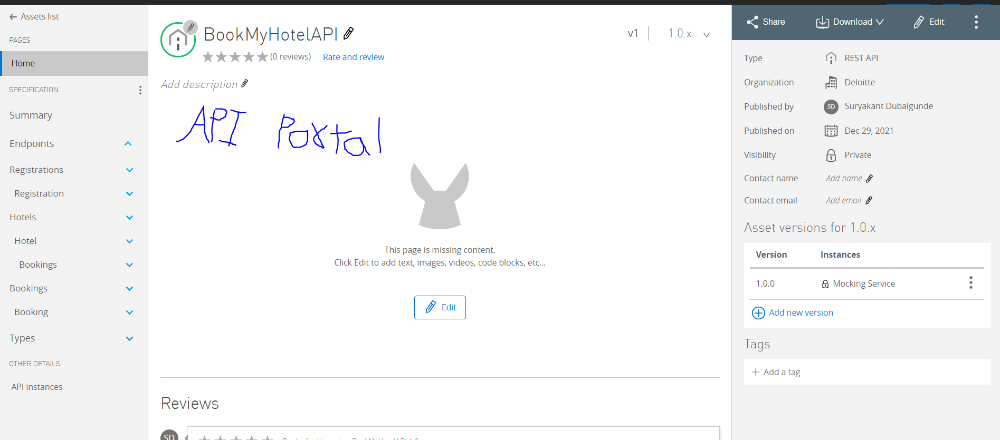 Assets list
PAGES
Home
SPECIFICATION
Summary
Endpoints
Registrations
Registration
Hotels
Hotel
Bookings
Bookings
Booking
Types
OTHER DETAILS
API instances
BookMyHotelAPI
v1
1.0.x
(0 reviews) Rate and review
Add description
API Portal
This page is missing content.
Click Edit to add text, images, videos, code blocks, etc...
Edit
Reviews
SD
Share Download Edit
Type REST API
Organization Deloitte
Published by SD Suryakant Dubalgunde
Published on Dec 29, 2021
Visibility Private
Contact name Add name
Contact email Add email
Asset versions for 1.0.x
Version Instances
1.0.0 Mocking Service
Add new version
Tags
Add a tag